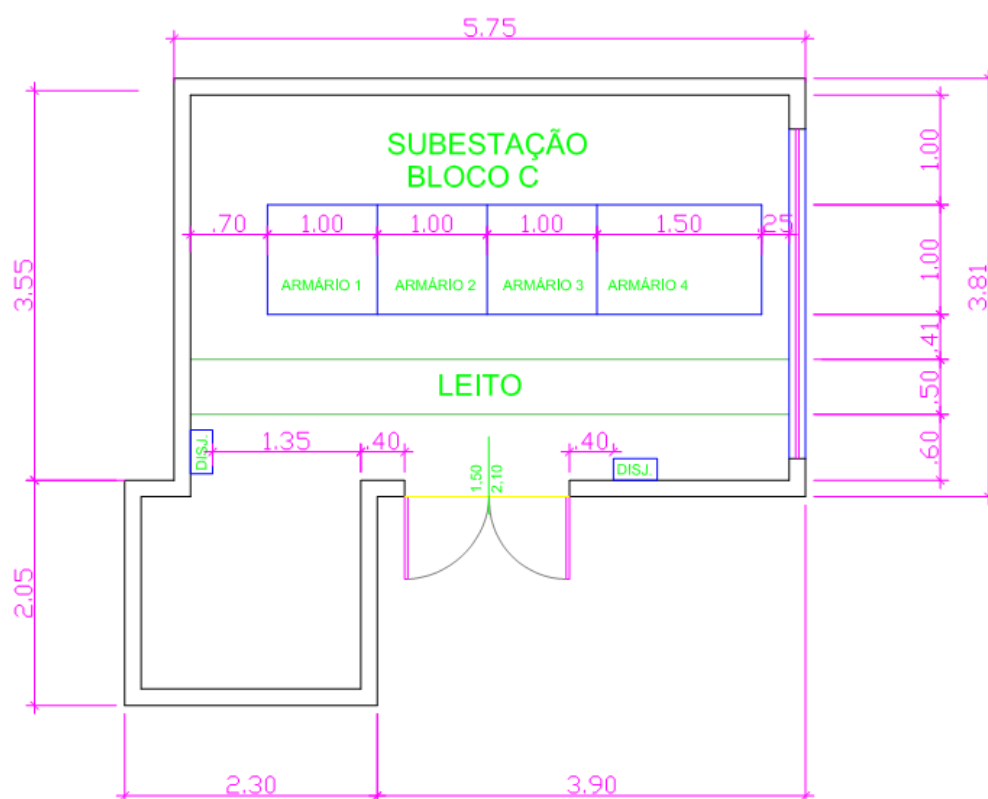 5.75
SUBESTAÇÃO
BLOCO C
1.00
.70
1.00
1.00
1.00
1.50
.25
3.55
ARMÁRIO 1
ARMÁRIO 2
ARMÁRIO 3
ARMÁRIO 4
1.00
3.81
.41
LEITO
.50
DISJ.
1.35
.40
1.50
2.10
.40
DISJ.
.60
2.05
2.30
3.90